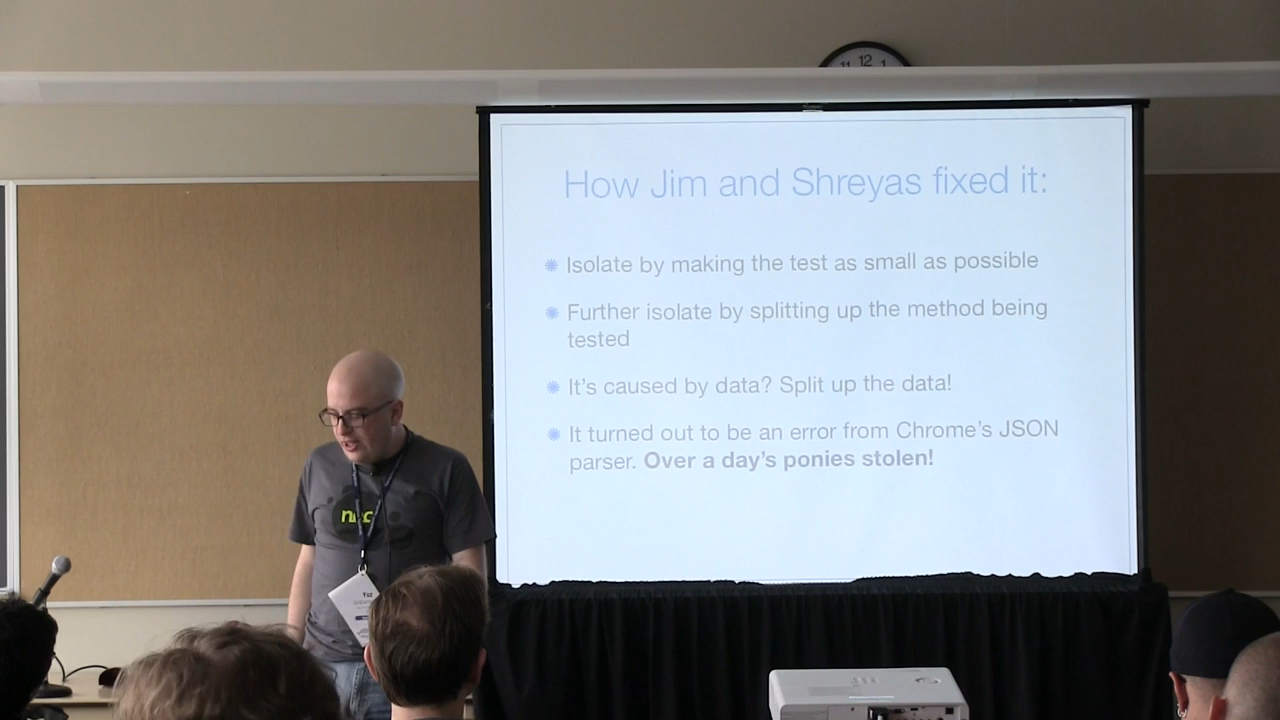 11 12 1
How Jim and Shreyas fixed it:
Isolate by making the test as small as possible
Further isolate by splitting up the method being
tested
It's caused by data? Split up the data!
It turned out to be an error from Chrome's JSON
parser. Over a day's ponies stolen!